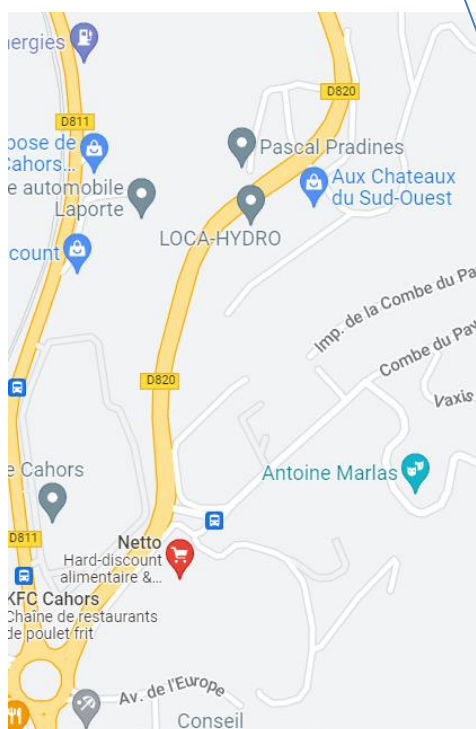 nergies
D820
D811
pose de
Cahors...
Pascal Pradines
e automobile
Laporte
Aux Chateaux
du Sud-Ouest
LOCA-HYDRO
count
Imp. de la Combe du Pa
Combe du Pay
D820
Vaxis
Antoine Marlas
e Cahors
D811
Netto
Hard-discount
alimentaire &...
KFC Cahors
Chaîne de restaurants
de poulet frit
Av. de l'Europe
Conseil